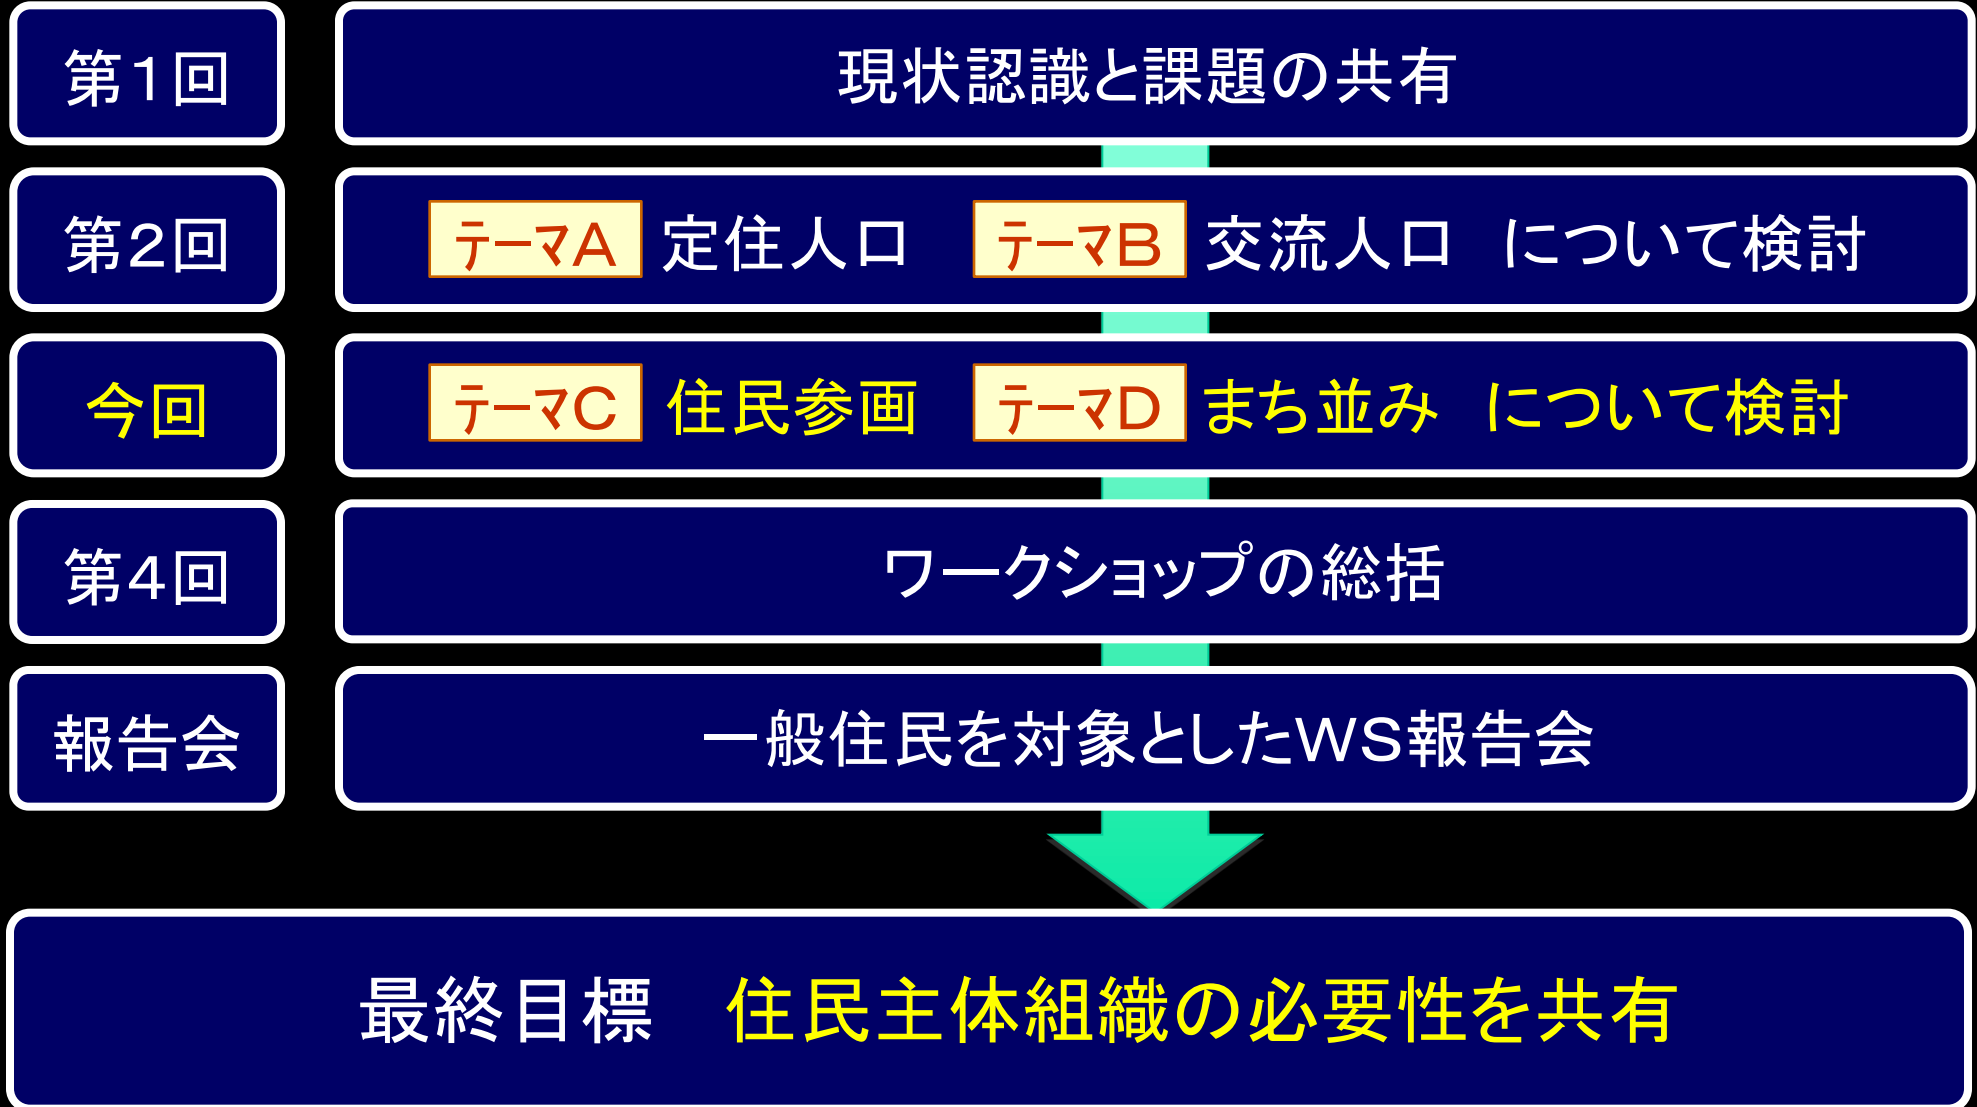 第1回 現状認識と課題の共有
第2回 ﾃｰﾏA 定住人口 ﾃｰﾏB 交流人口 について検討
今回 ﾃｰﾏC 住民参画 ﾃｰﾏD まち並み について検討
第4回 ワークショップの総括
報告会 一般住民を対象としたWS報告会
最終目標 住民主体組織の必要性を共有